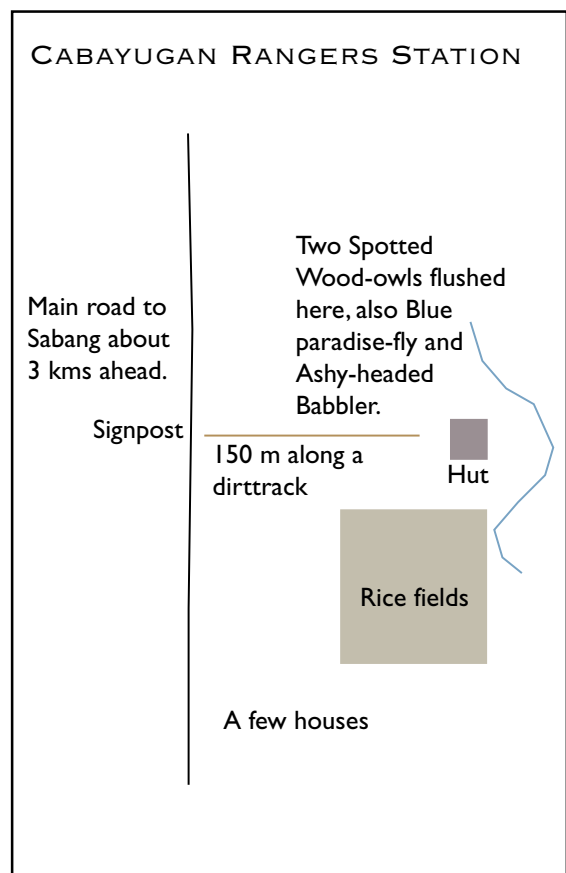 CABAYUGAN RANGERS STATION
Two Spotted
Wood-owls flushed
here, also Blue
paradise-fly and
Ashy-headed
Babbler.
Main road to
Sabang about
3 kms ahead.
Signpost
150 m along a
dirttrack
Hut
Rice fields
A few houses